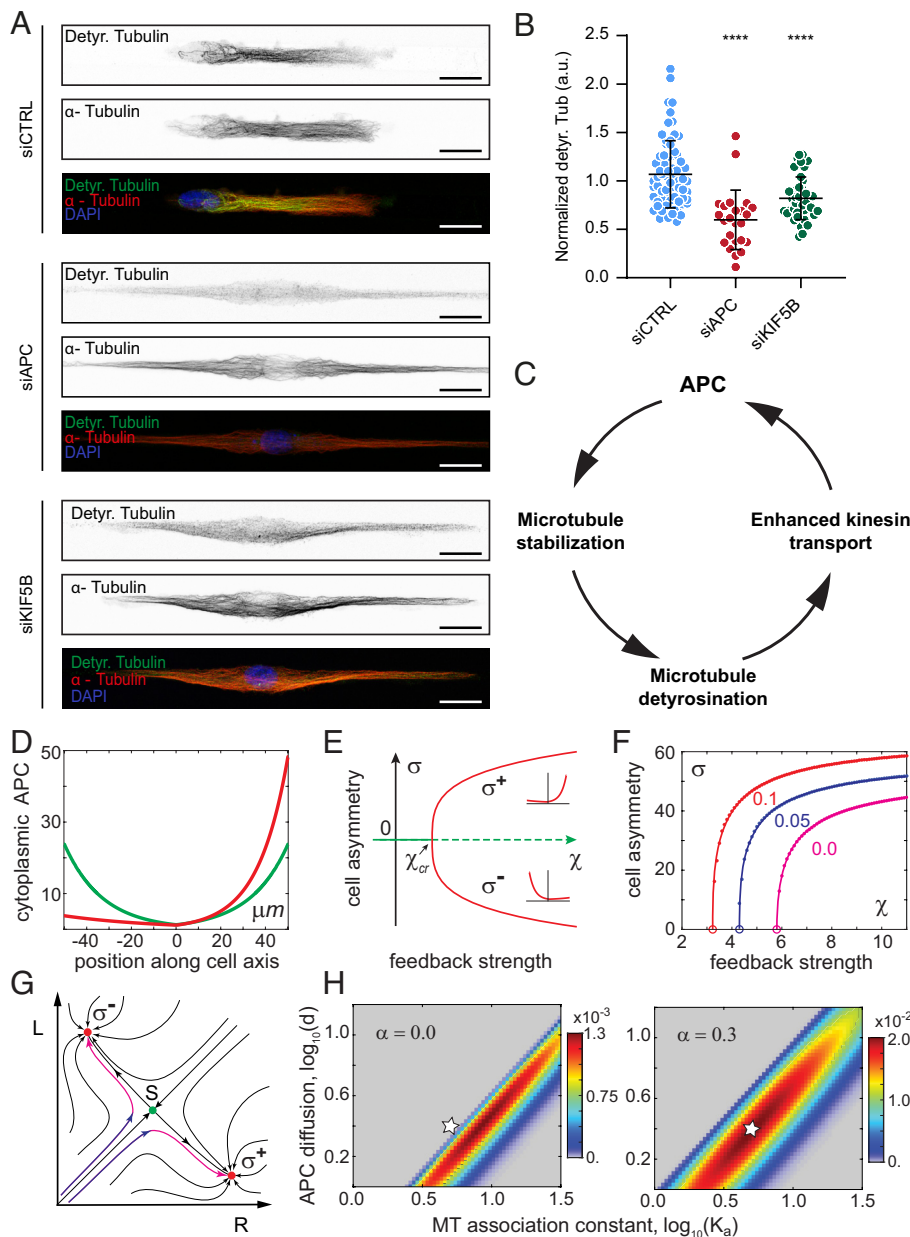 A
siCTRL
Detyr. Tubulin
α- Tubulin
Detyr. Tubulin
α - Tubulin
DAPI
siAPC
Detyr. Tubulin
α- Tubulin
Detyr. Tubulin
α- Tubulin
DAPI
siKIF5B
Detyr. Tubulin
α- Tubulin
Detyr. Tubulin
α - Tubulin
DAPI
B
Normalized detyr. Tub (a.u.)
2.5
2.0
1.5
1.0
0.5
0.0
**** ****
siCTRL siAPC siKIF5B
C
APC
Microtubule
stabilization
Enhanced kinesin
transport
Microtubule
detyrosination
D
cytoplasmic APC
50
40
30
20
10
μm
-40 -20 0 20 40
position along cell axis
E
cell asymmetry
σ
σ+
0
χcr
χ
σ-
feedback strength
F
cell asymmetry
60
40
20
0
σ
0.1
0.05
0.0
χ
2 4 6 8 10
feedback strength
G
L
σ-
S
σ+
R
H
APC diffusion, log10(d)
1.0
0.6
0.2
α = 0.0
0.0 0.5 1.0 1.5
x10-3
1.3
0.75
0.
1.0
0.6
0.2
α = 0.3
0.0 0.5 1.0 1.5
x10-2
2.0
1.0
0.
MT association constant, log10(Ka)